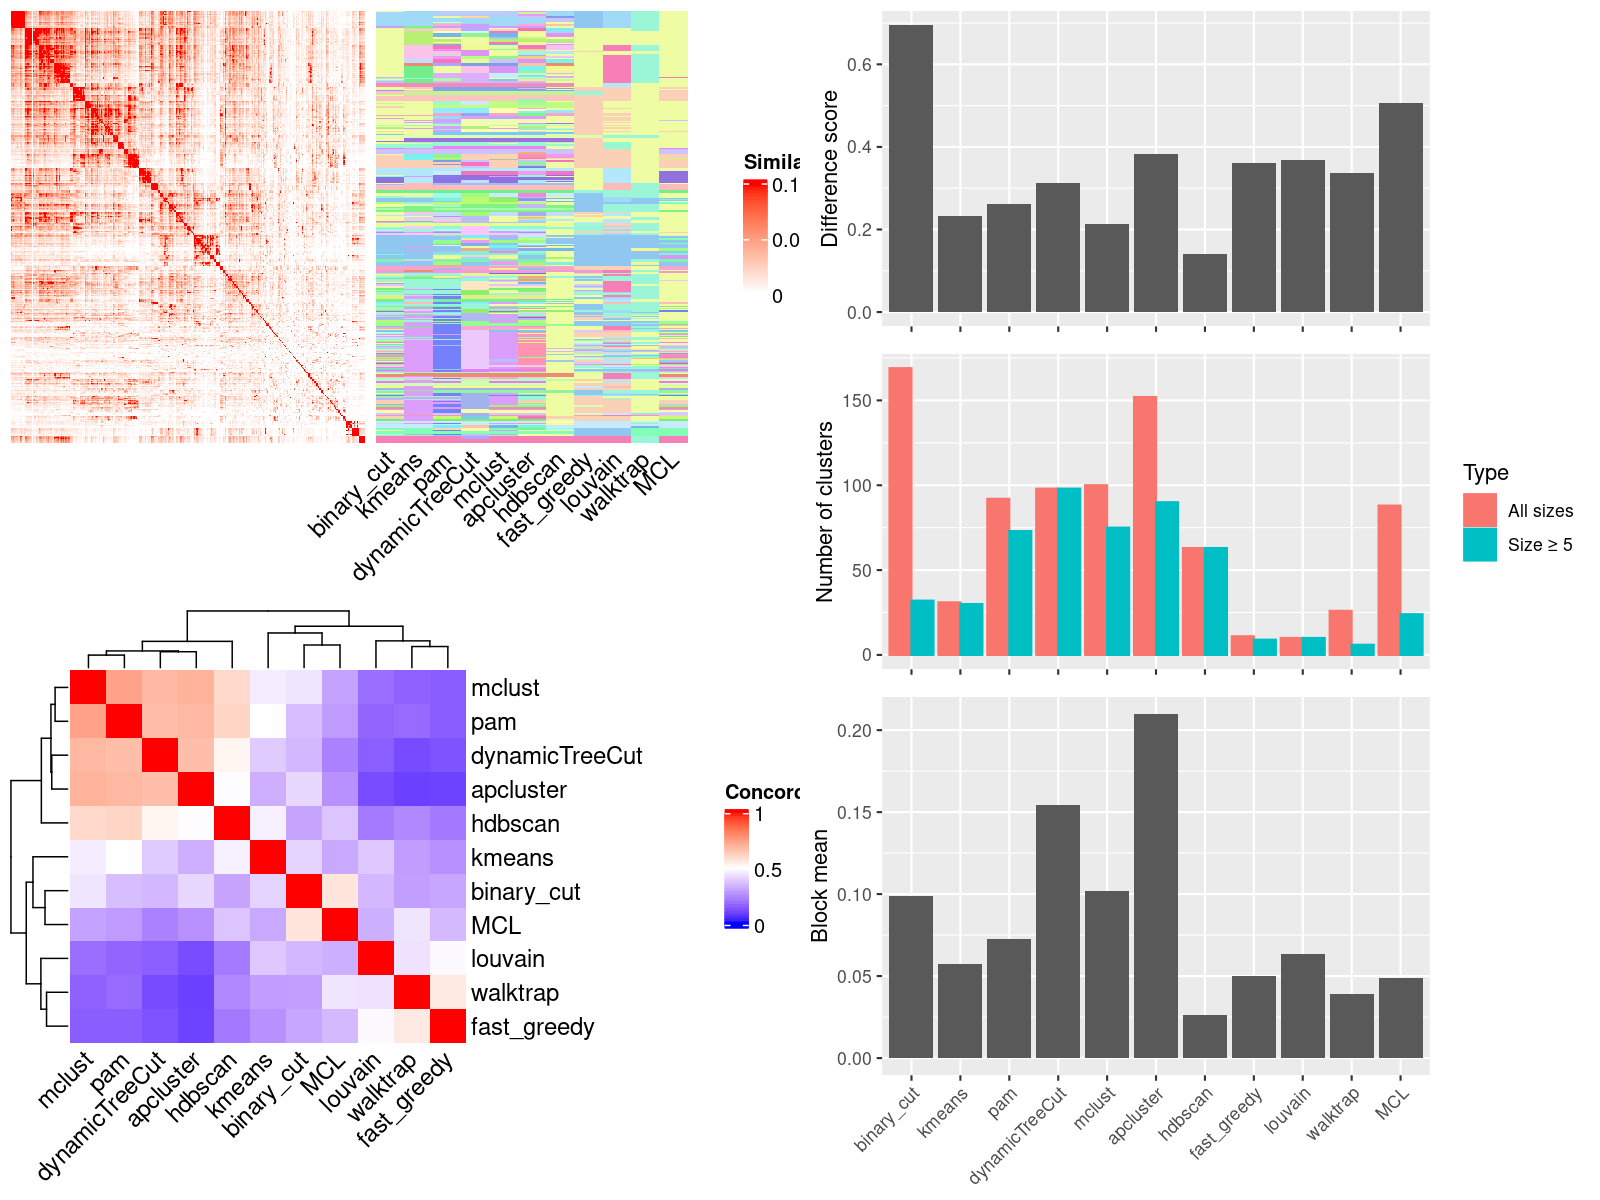 Simila
0.1
0.0
0
binary_cut
kmeans
pam
dynamicTreeCut
mclust
apcluster
hdbscan
fast_greedy
louvain
walktrap
MCL
mclust
pam
dynamicTreeCut
apcluster
hdbscan
kmeans
binary_cut
MCL
louvain
walktrap
fast_greedy
mclust
pam
dynamicTreeCut
apcluster
hdbscan
kmeans
binary_cut
MCL
louvain
walktrap
fast_greedy
Concord
1
0.5
0
Difference score
0.6
0.4
0.2
0.0
Number of clusters
150
100
50
0
Type
All sizes
Size ≥ 5
Block mean
0.20
0.15
0.10
0.05
0.00
binary_cut
kmeans
pam
dynamicTreeCut
mclust
apcluster
hdbscan
fast_greedy
louvain
walktrap
MCL